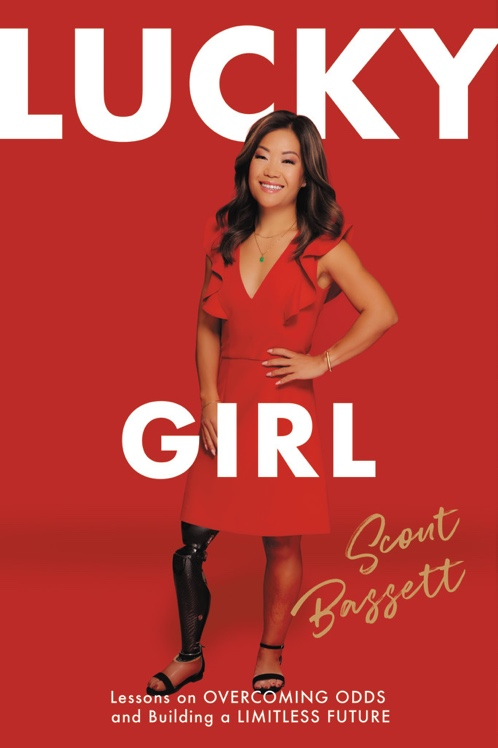 LUCKY
GIRL
Scout
Bassett
Lessons on OVERCOMING ODDS
and Building a LIMITLESS FUTURE